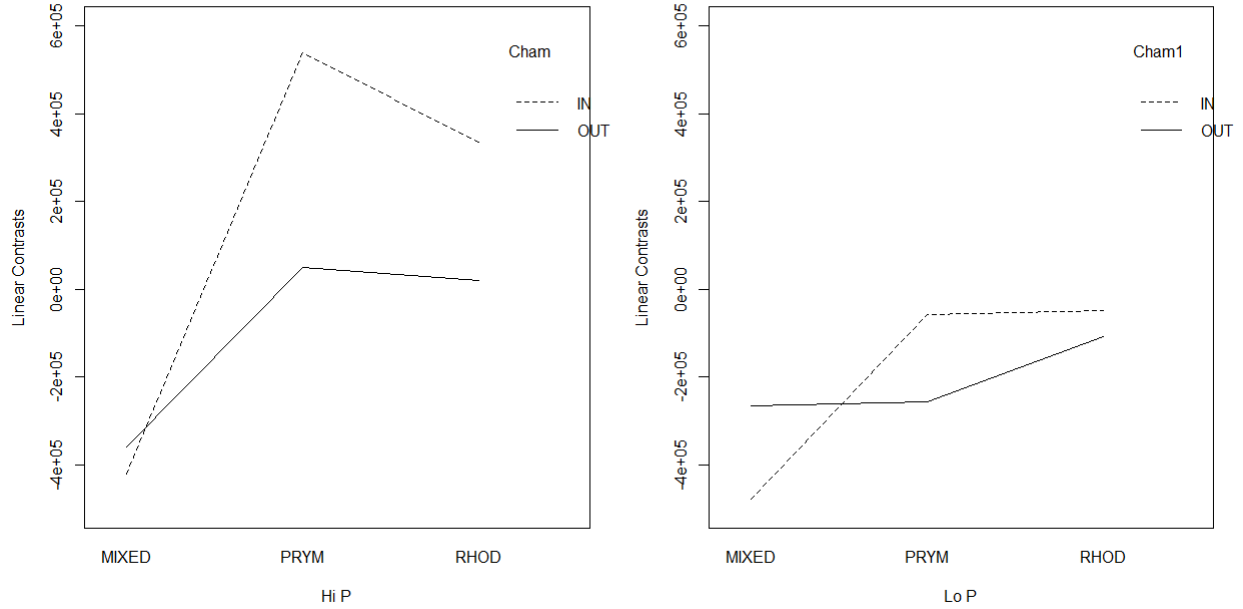 6e+05
4e+05
2e+05
0e+00
-2e+05
-4e+05
Linear Contrasts
Cham
IN
OUT
MIXED PRYM RHOD
Hi P
6e+05
4e+05
2e+05
0e+00
-2e+05
-4e+05
Linear Contrasts
Cham1
IN
OUT
MIXED PRYM RHOD
Lo P